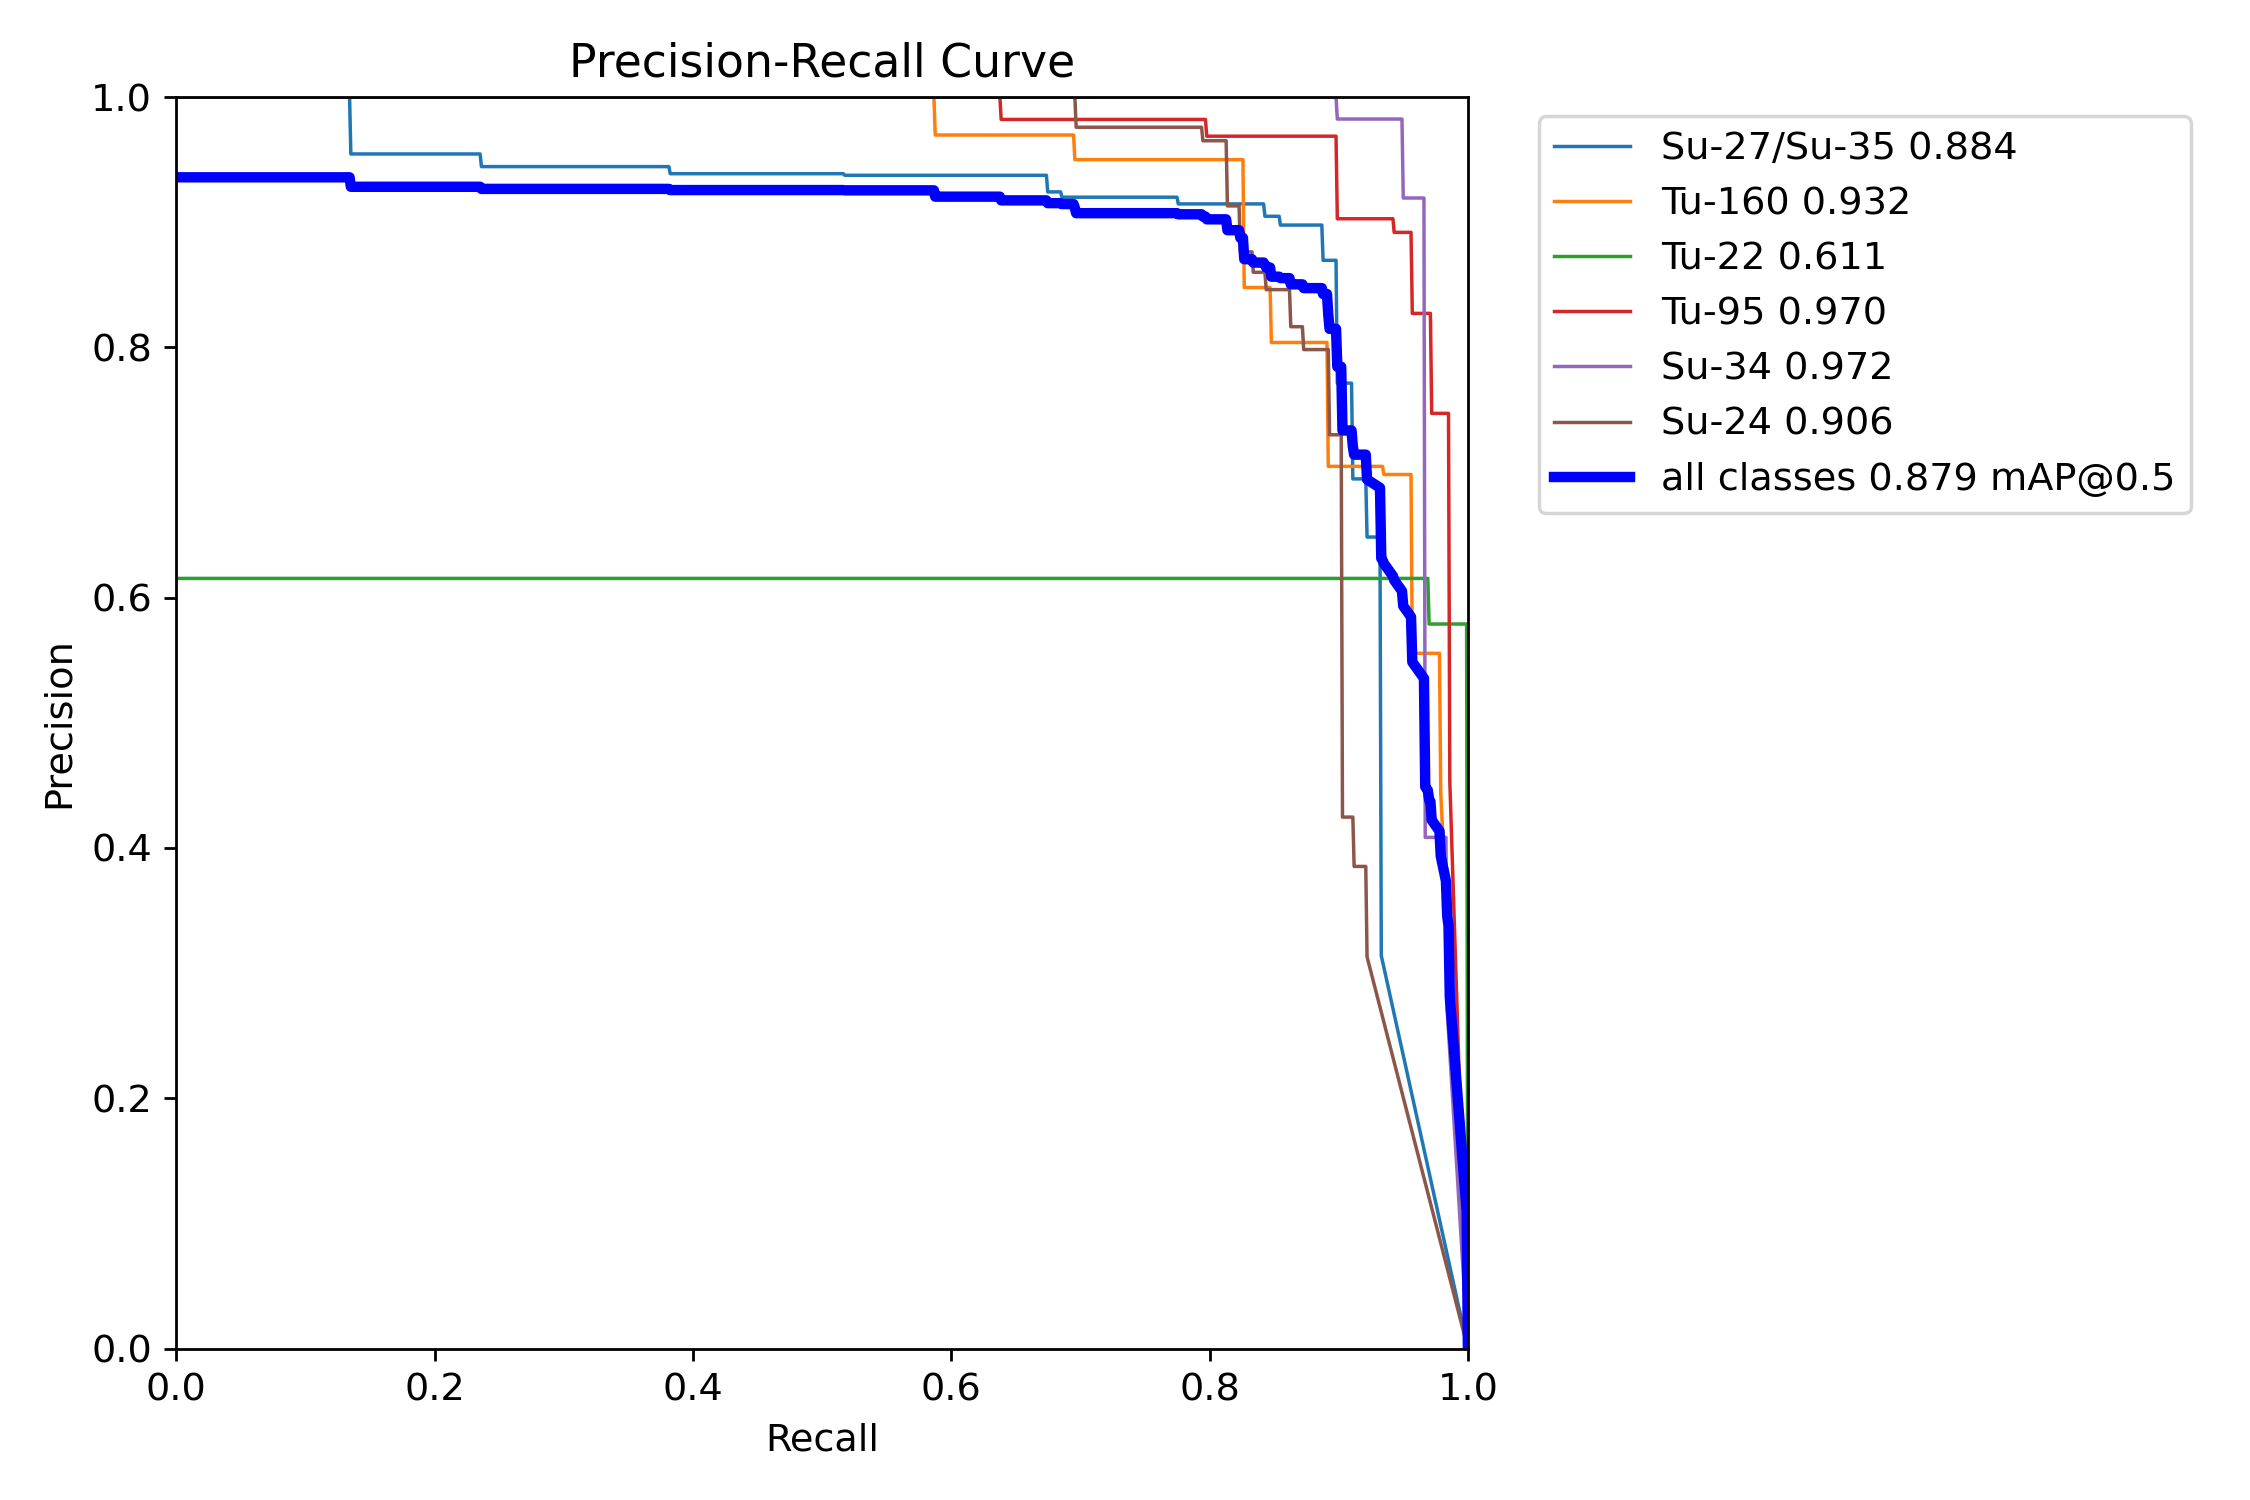 Precision-Recall Curve
1.0
0.8
0.6
0.4
0.2
0.0
Precision
0.0 0.2 0.4 0.6 0.8 1.0
Recall
Su-27/Su-35 0.884
Tu-160 0.932
Tu-22 0.611
Tu-95 0.970
Su-34 0.972
Su-24 0.906
all classes 0.879 mAP@0.5